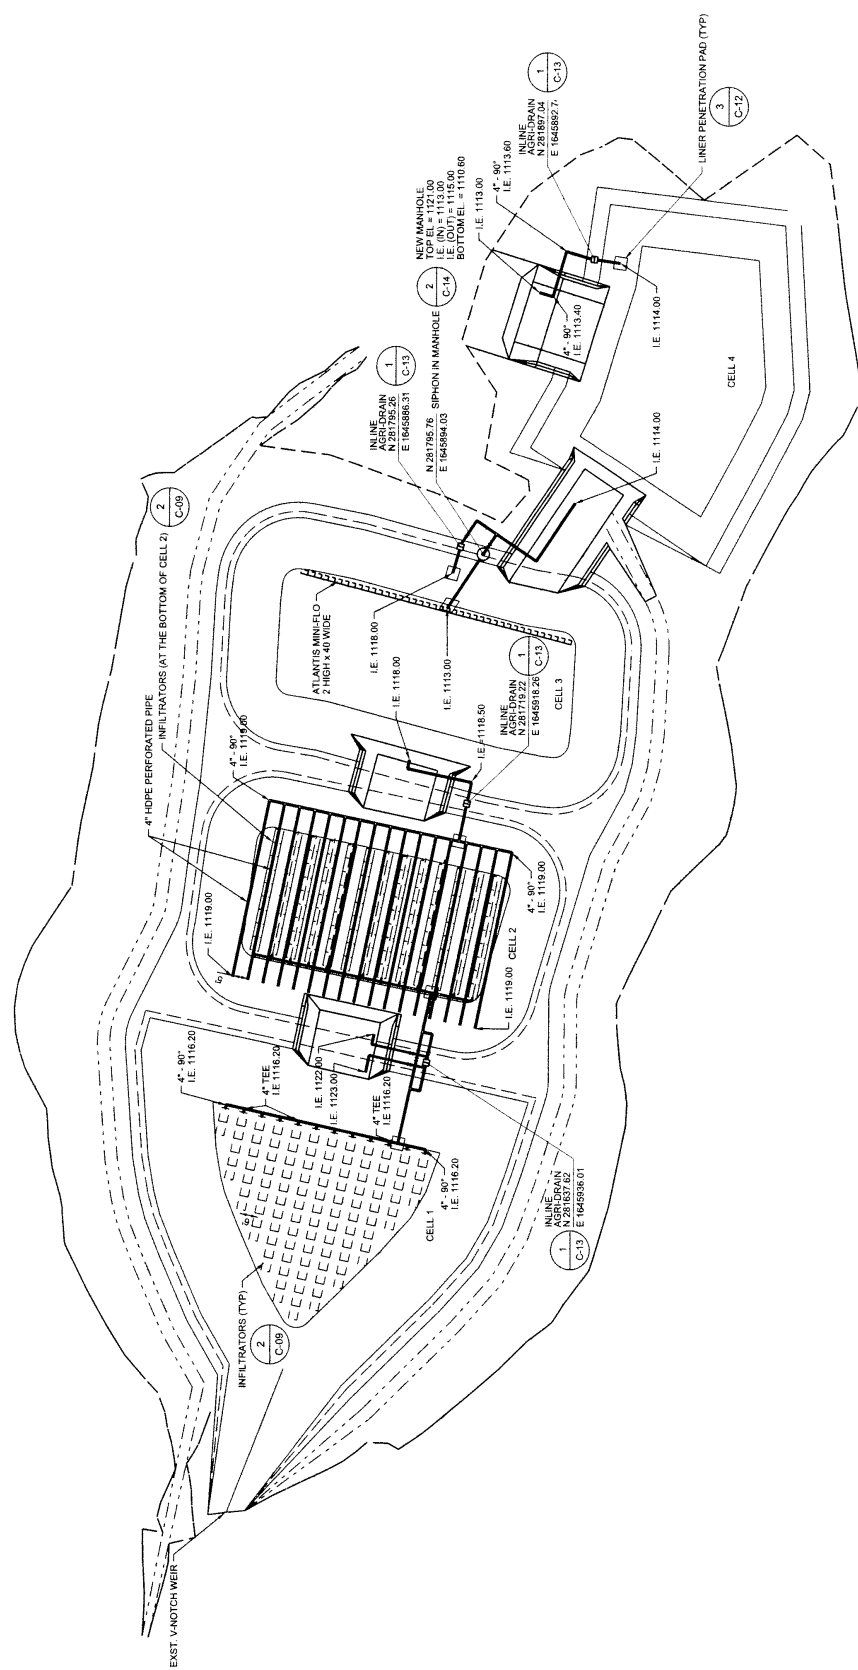 EXST. V-NOTCH WEIR
INFILTRATORS (TYP)
2
C-09
6'
CELL 1
4" - 90°
I.E. 1116.20
4" TEE
I.E 1116.20
4" TEE
I.E 1116.20
4" - 90°
I.E. 1116.20
I.E. 1122.00
I.E. 1123.00
INLINE
AGRI-DRAIN
N 281637.62
E 1645936.01
1
C-13
4" HDPE PERFORATED PIPE
INFILTRATORS (AT THE BOTTOM OF CELL 2)
2
C-09
I.E. 1119.00
6'
4" - 90°
I.E. 1119.00
CELL 2
I.E. 1119.00
4" - 90°
I.E. 1119.00
INLINE
AGRI-DRAIN
N 281719.22
E 1645918.26
1
C-13
I.E. 1118.50
I.E. 1118.00
ATLANTIS MINI-FLO
2 HIGH x 40 WIDE
CELL 3
I.E. 1118.00
I.E. 1113.00
INLINE
AGRI-DRAIN
N 281795.26
E 1645886.31
1
C-13
N 281795.76
E 1645894.03
SIPHON IN MANHOLE
2
C-14
NEW MANHOLE
TOP EL = 1121.00
I.E. (IN) = 1113.00
I.E. (OUT) = 1115.00
BOTTOM EL. = 1110.60
I.E. 1113.00
4" - 90°
I.E. 1113.60
4" - 90°
I.E. 1113.40
INLINE
AGRI-DRAIN
N 281897.04
E 1645892.7
1
C-13
LINER PENETRATION PAD (TYP)
3
C-12
I.E. 1114.00
CELL 4
I.E. 1114.00